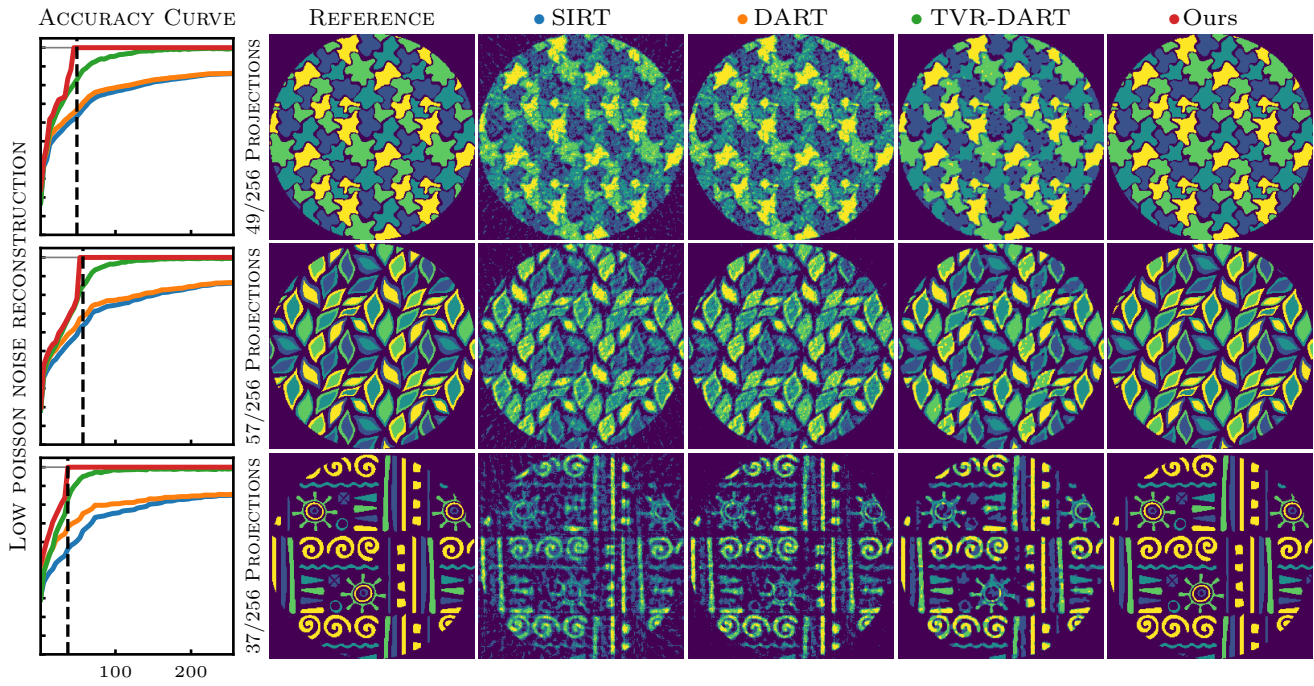 ACCURACY CURVE REFERENCE • SIRT • DART • TVR-DART • Ours
LOW POISSON NOISE RECONSTRUCTION
49/256 PROJECTIONS
57/256 PROJECTIONS
37/256 PROJECTIONS
100 200